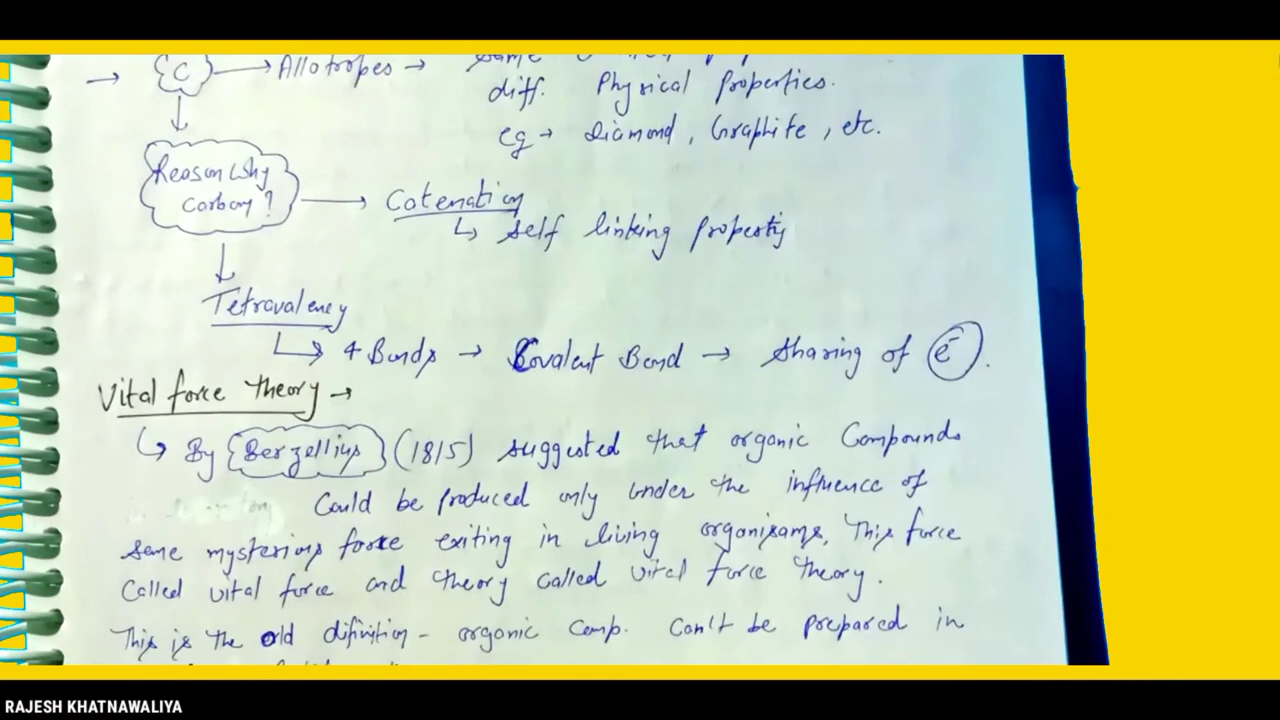 → {C} → Allotropes →
diff. Physical properties.
eg → Diamond, Graphite, etc.
Reason Why
carbon? → Catenation
↳ self linking property
Tetravalency
↳ 4 Bonds → Covalent Bond → Sharing of e⁻.
Vital force theory →
↳ By {Berzellius} (1815) suggested that organic Compounds
Could be produced only under the influence of
some mysterious force exiting in living organisams, This force
Called vital force and theory called vital force theory.
This is the old difinition - organic comp. Can't be prepared in
RAJESH KHATNAWALIYA